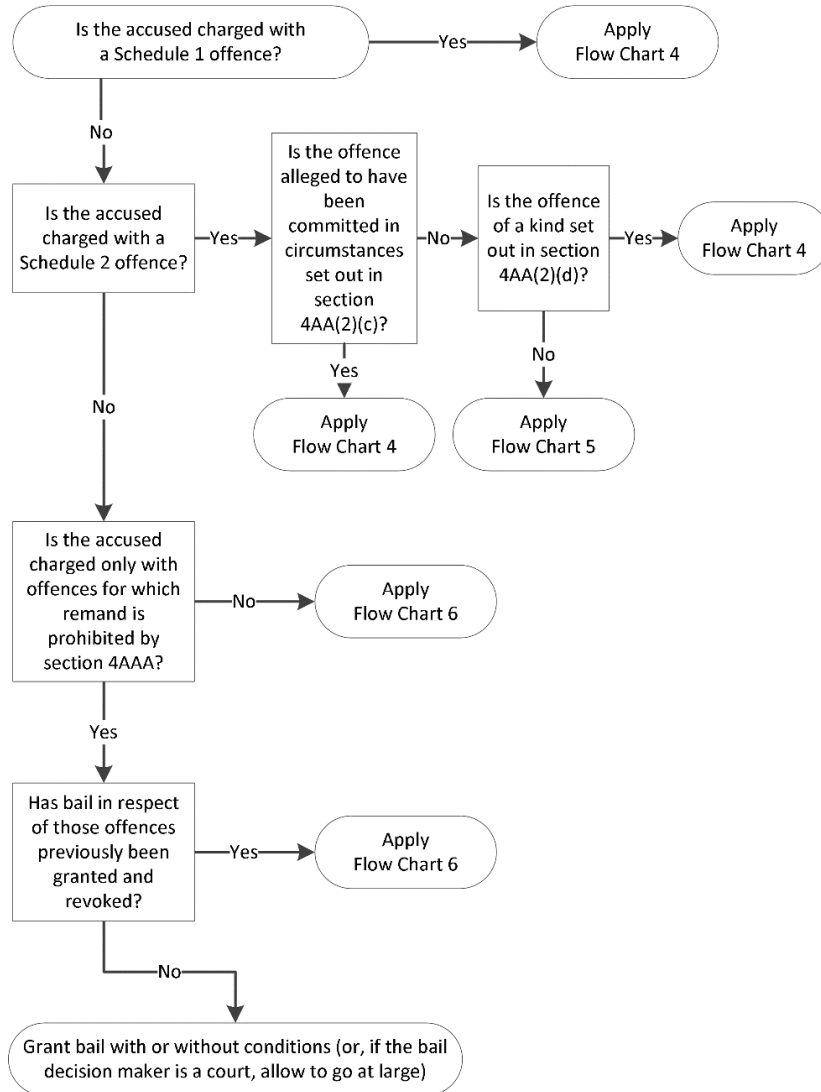 Is the accused charged with
a Schedule 1 offence?
Yes
Apply
Flow Chart 4
No
Is the accused
charged with a
Schedule 2 offence?
Yes
Is the offence
alleged to have
been
committed in
circumstances
set out in
section
4AA(2)(c)?
No
Is the offence
of a kind set
out in section
4AA(2)(d)?
Yes
Apply
Flow Chart 4
Yes
Apply
Flow Chart 4
No
Apply
Flow Chart 5
No
Is the accused
charged only with
offences for which
remand is
prohibited by
section 4AAA?
No
Apply
Flow Chart 6
Yes
Has bail in respect
of those offences
previously been
granted and
revoked?
Yes
Apply
Flow Chart 6
No
Grant bail with or without conditions (or, if the bail
decision maker is a court, allow to go at large)